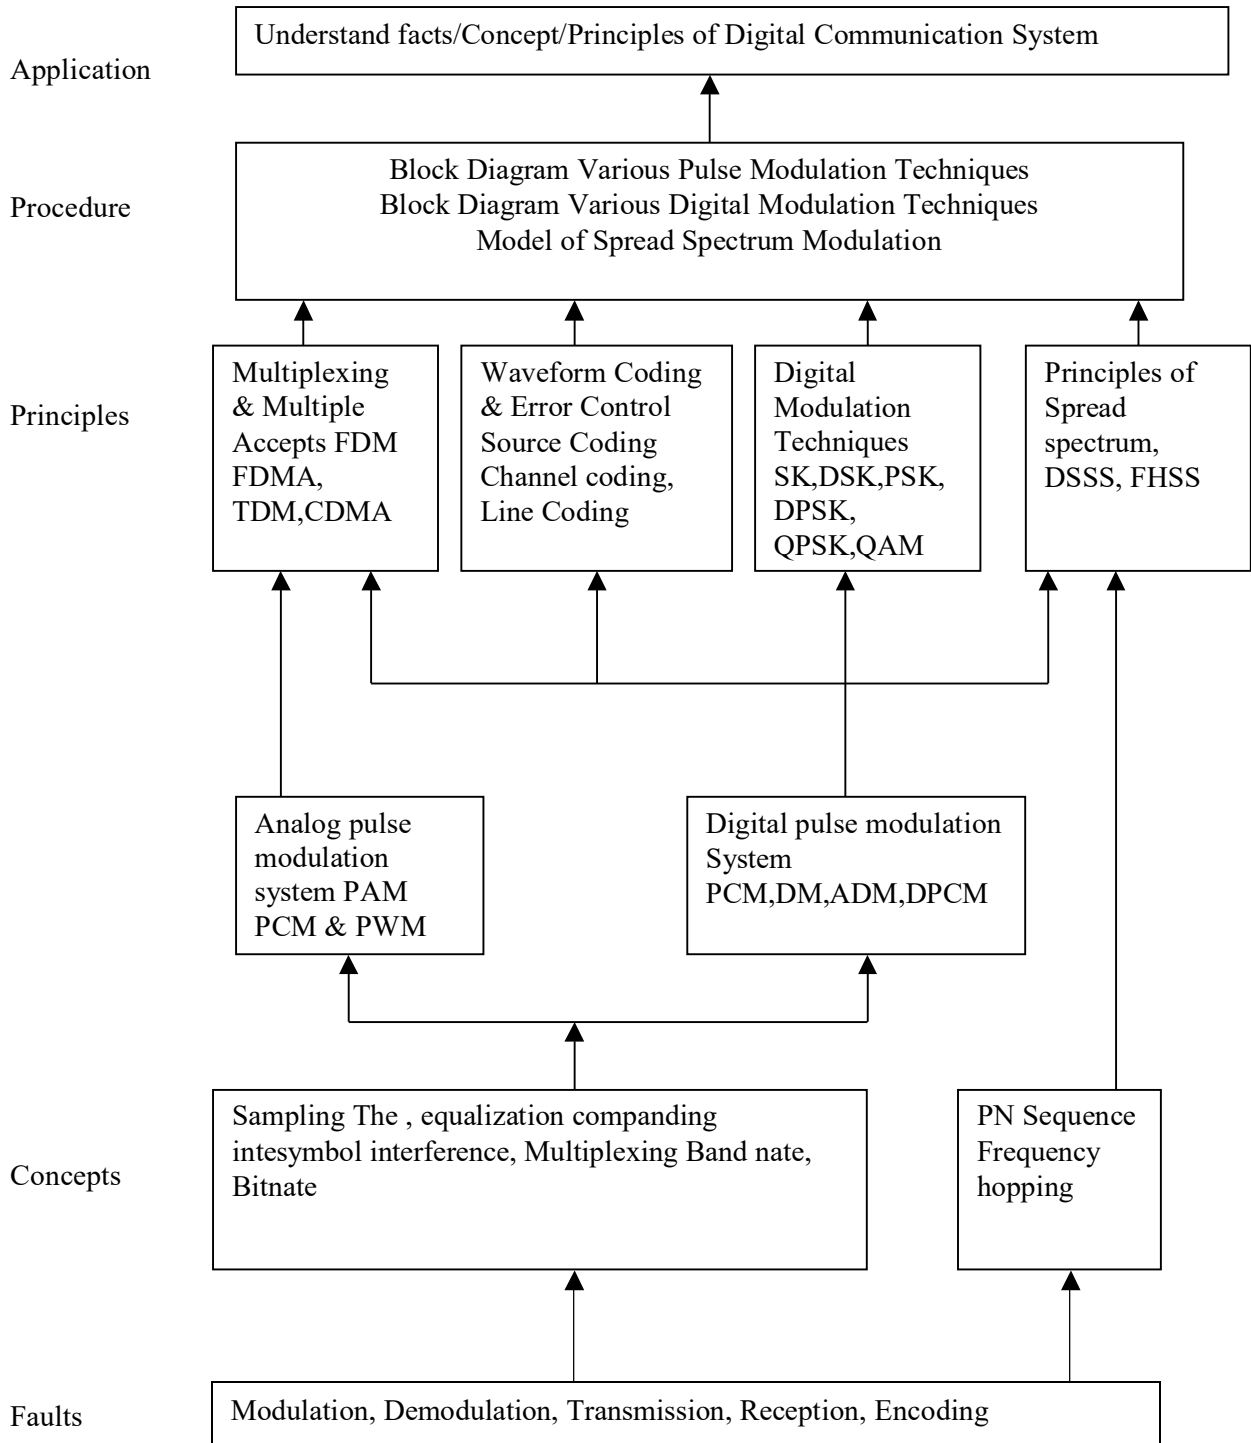 Understand facts/Concept/Principles of Digital Communication System
Application
Block Diagram Various Pulse Modulation Techniques
Procedure
Block Diagram Various Digital Modulation Techniques
Model of Spread Spectrum Modulation
Principles
Multiplexing
& Multiple
Accepts FDM
FDMA,
TDM,CDMA
Waveform Coding
& Error Control
Source Coding
Channel coding,
Line Coding
Digital
Modulation
Techniques
SK,DSK,PSK,
DPSK,
QPSK,QAM
Principles of
Spread
spectrum,
DSSS, FHSS
Analog pulse
modulation
system PAM
PCM & PWM
Digital pulse modulation
System
PCM,DM,ADM,DPCM
Concepts
Sampling The , equalization companding
intesymbol interference, Multiplexing Band nate,
Bitnate
PN Sequence
Frequency
hopping
Faults
Modulation, Demodulation, Transmission, Reception, Encoding